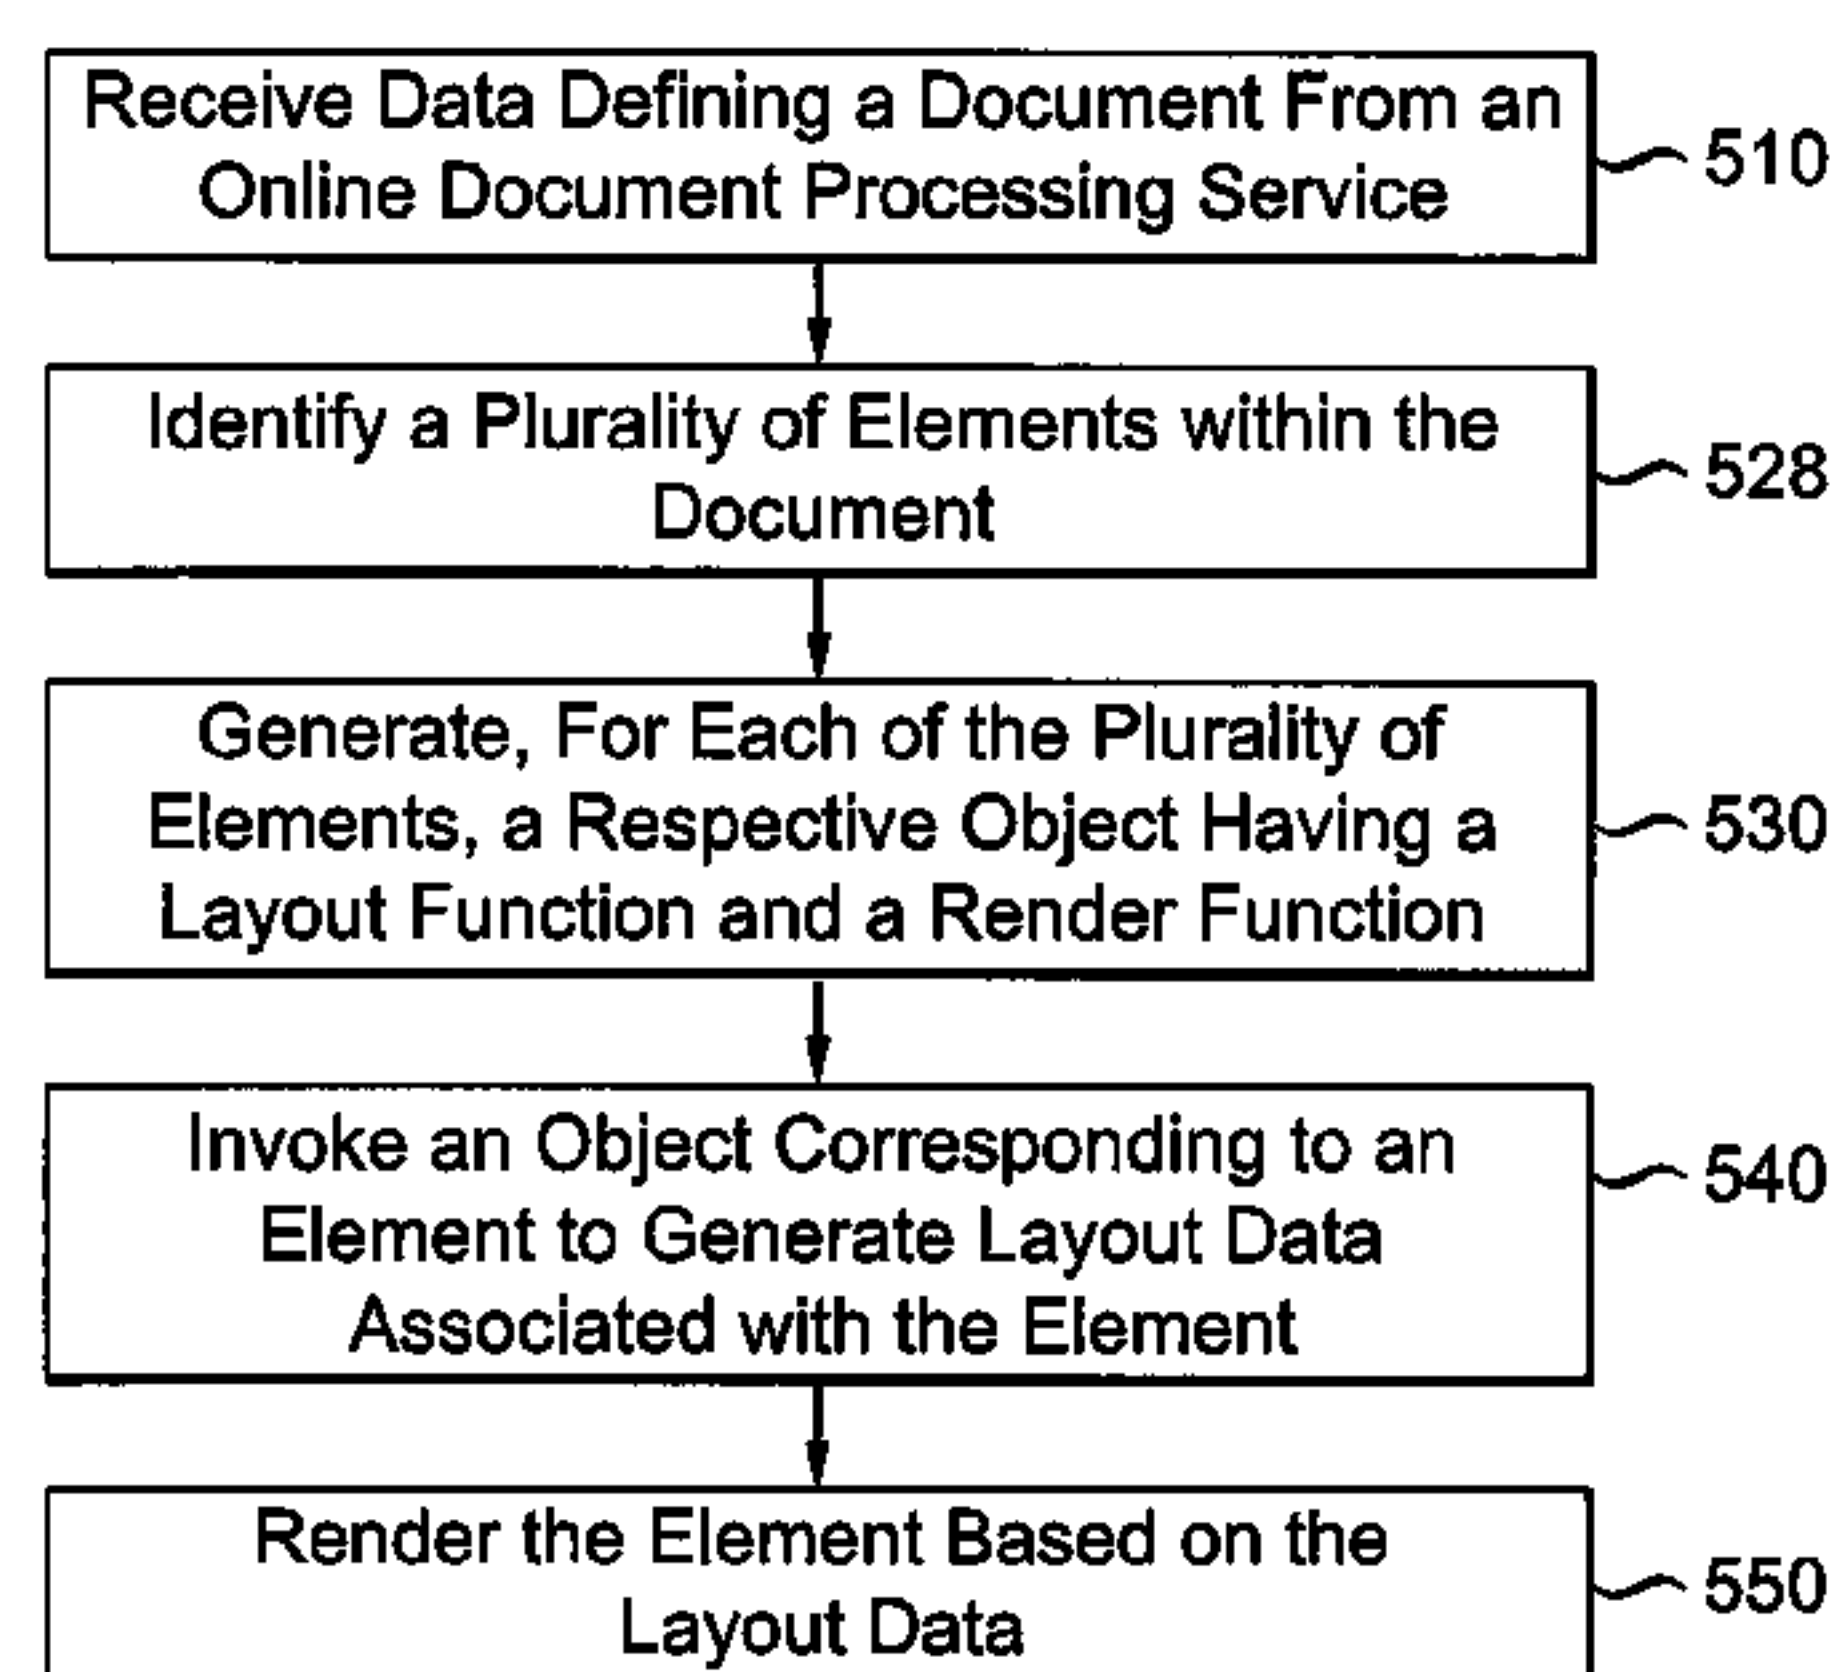 Receive Data Defining a Document From an
Online Document Processing Service
510
Identify a Plurality of Elements within the
Document
528
Generate, For Each of the Plurality of
Elements, a Respective Object Having a
Layout Function and a Render Function
530
Invoke an Object Corresponding to an
Element to Generate Layout Data
Associated with the Element
540
Render the Element Based on the
Layout Data
550